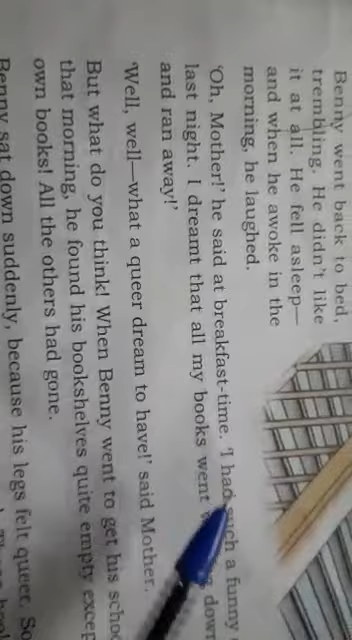 Benny went back to bed,
trembling. He didn't like
it at all. He fell asleep—
and when he awoke in the
morning, he laughed.
'Oh, Mother!' he said at breakfast-time. 'I had such a funny
last night. I dreamt that all my books went down
and ran away!'
'Well, well—what a queer dream to have!' said Mother.
But what do you think! When Benny went to get his
that morning, he found his bookshelves quite empty
own books! All the others had gone.
Benny sat down suddenly, because his legs felt queer. So